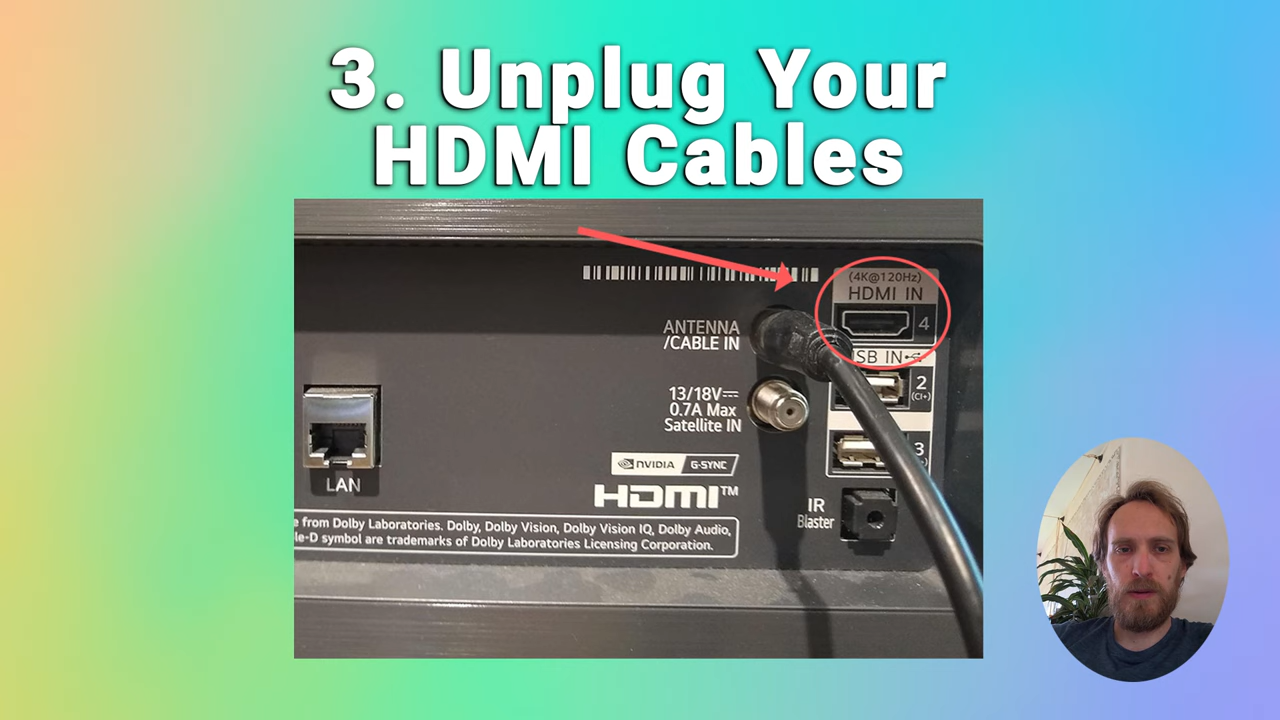 3. Unplug Your
HDMI Cables
(4K@120Hz)
HDMI IN
4
ANTENNA
/CABLE IN
USB IN
2
(CI+)
13/18V⎓
0.7A Max
Satellite IN
3
NVIDIA G-SYNC
HDMI™
LAN
IR
Blaster
e from Dolby Laboratories. Dolby, Dolby Vision, Dolby Vision IQ, Dolby Audio,
le-D symbol are trademarks of Dolby Laboratories Licensing Corporation.